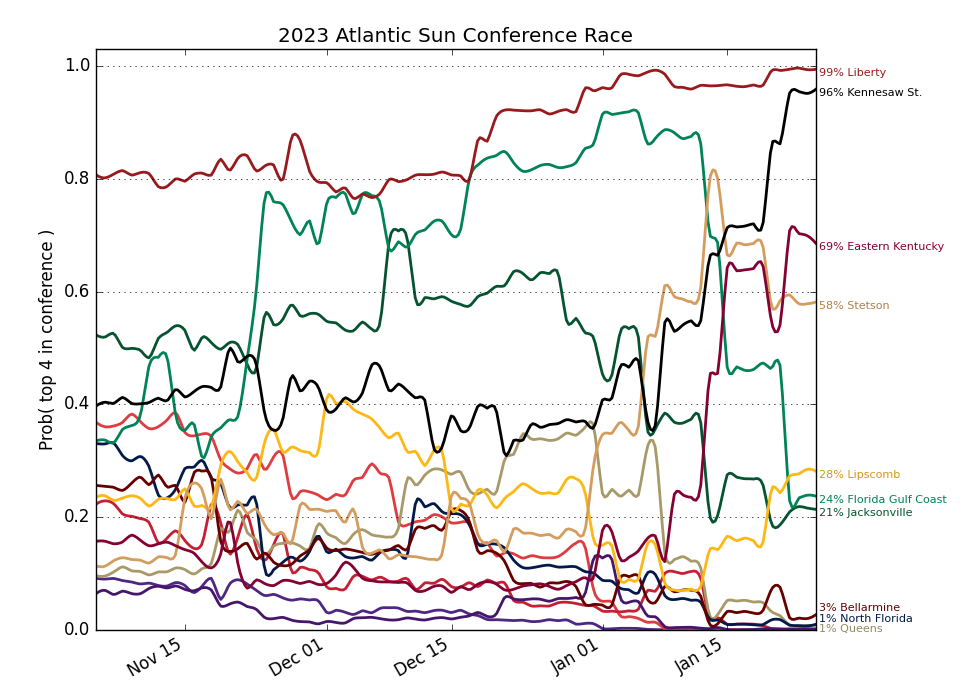 2023 Atlantic Sun Conference Race
Prob( top 4 in conference )
1.0
0.8
0.6
0.4
0.2
0.0
Nov 15
Dec 01
Dec 15
Jan 01
Jan 15
99% Liberty
96% Kennesaw St.
69% Eastern Kentucky
58% Stetson
28% Lipscomb
24% Florida Gulf Coast
21% Jacksonville
3% Bellarmine
1% North Florida
1% Queens